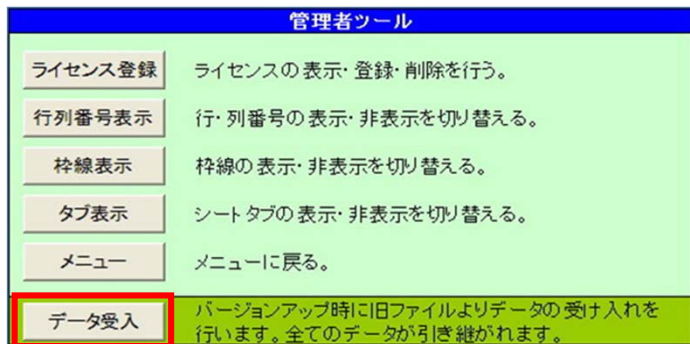 管理者ツール
ライセンス登録 ライセンスの表示・登録・削除を行う。
行列番号表示 行・列番号の表示・非表示を切り替える。
枠線表示 枠線の表示・非表示を切り替える。
タブ表示 シートタブの表示・非表示を切り替える。
メニュー メニューに戻る。
データ受入 バージョンアップ時に旧ファイルよりデータの受け入れを
行います。全てのデータが引き継がれます。